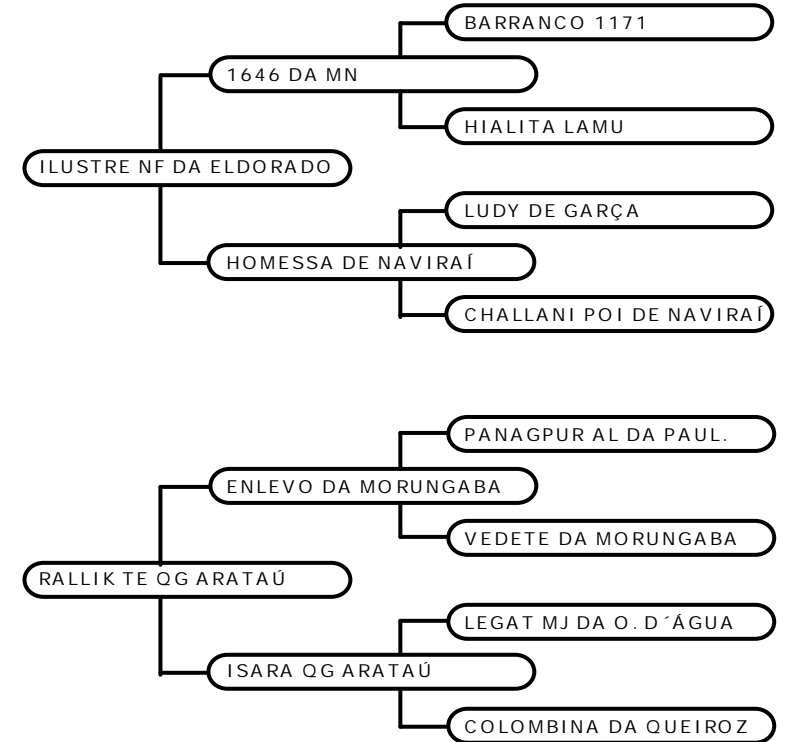 BARRANCO 1171
1646 DA MN
HIALITA LAMU
ILUSTRE NF DA ELDORADO
LUDY DE GARÇA
HOMESSA DE NAVIRAÍ
CHALLANI POI DE NAVIRAÍ
PANAGPUR AL DA PAUL.
ENLEVO DA MORUNGABA
VEDETE DA MORUNGABA
RALLIK TE QG ARATAÚ
LEGAT MJ DA O. D´ÁGUA
ISARA QG ARATAÚ
COLOMBINA DA QUEIROZ